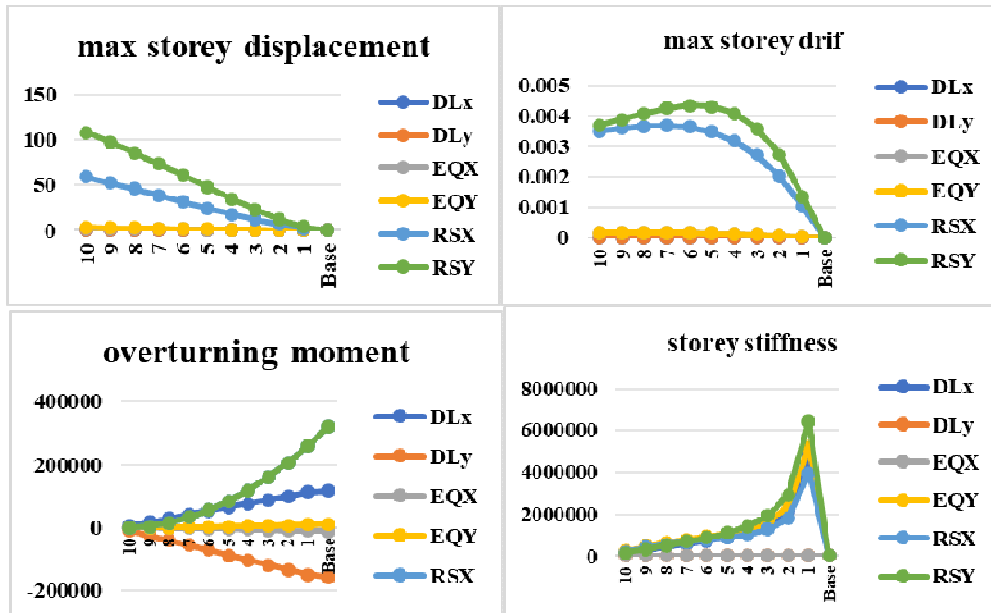 max storey displacement
150
100
50
0
10 9 8 7 6 5 4 3 2 1 Base
DLx
DLy
EQX
EQY
RSX
RSY
max storey drif
0.005
0.004
0.003
0.002
0.001
0
10 9 8 7 6 5 4 3 2 1 Base
DLx
DLy
EQX
EQY
RSX
RSY
overturning moment
400000
200000
0
-200000
10 9 8 7 6 5 4 3 2 1 Base
DLx
DLy
EQX
EQY
RSX
storey stiffness
8000000
6000000
4000000
2000000
0
10 9 8 7 6 5 4 3 2 1 Base
DLx
DLy
EQX
EQY
RSX
RSY